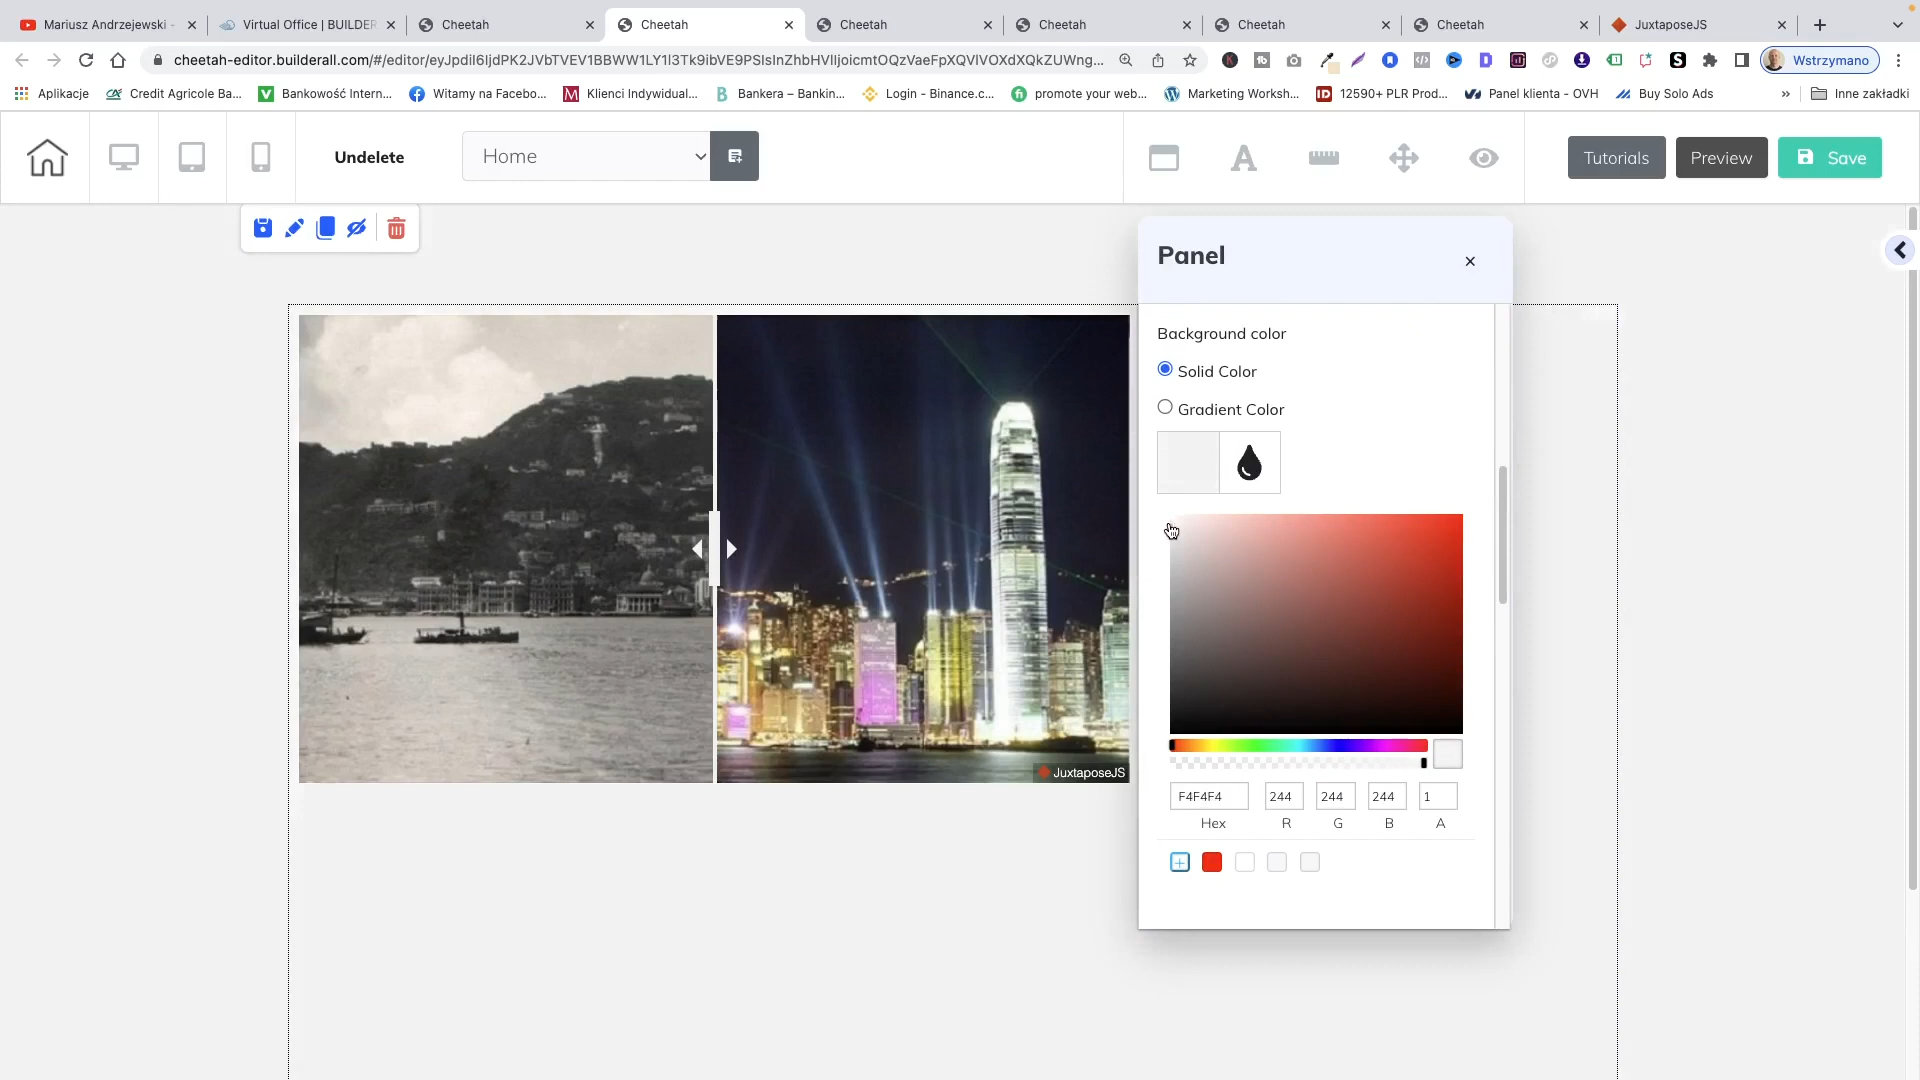 Mariusz Andrzejewski -
Virtual Office | BUILDER
Cheetah
Cheetah
Cheetah
Cheetah
Cheetah
Cheetah
JuxtaposeJS
cheetah-editor.builderall.com/#/editor/eyJpdiI6IjdPK2JVbTVEV1BBWW1LY1l3Tk9ibVE9PSIsInZhbHVlIjoicmtOQzVaeFpXQVlVOXdXQkZUWng...
Wstrzymano
Aplikacje
Credit Agricole Ba...
Bankowość Intern...
Witamy na Facebo...
Klienci Indywidual...
Bankera – Bankin...
Login - Binance.c...
promote your web...
Marketing Worksh...
12590+ PLR Prod...
Panel klienta - OVH
Buy Solo Ads
»
Inne zakładki
Undelete
Home
Tutorials
Preview
Save
Panel
Background color
Solid Color
Gradient Color
JuxtaposeJS
F4F4F4
244
244
244
1
Hex
R
G
B
A